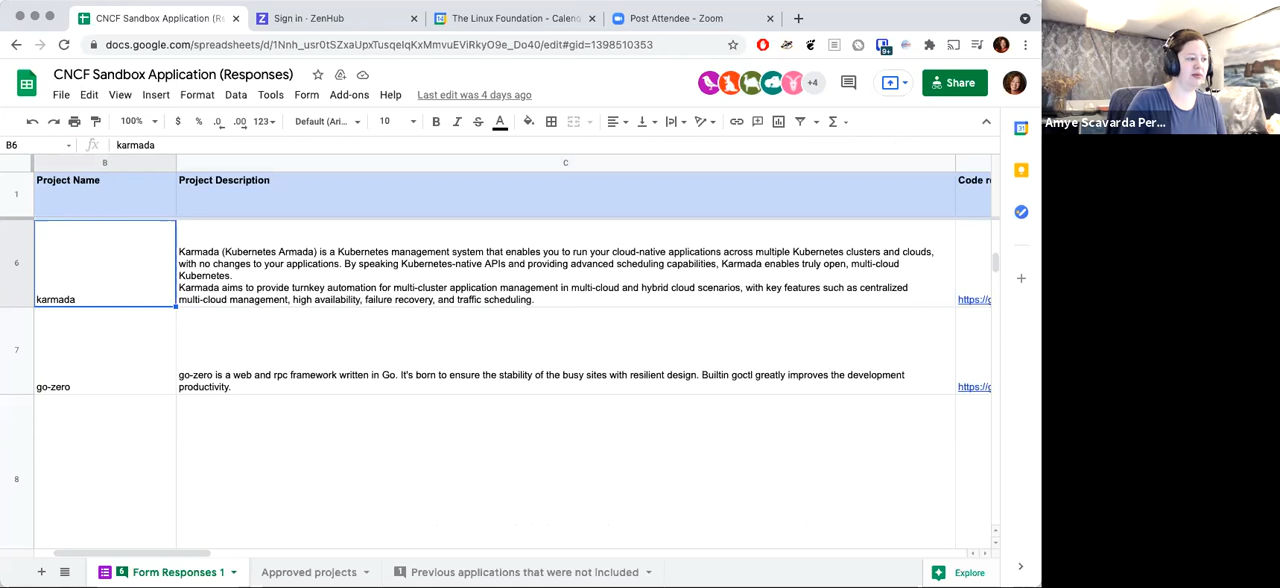 CNCF Sandbox Application (Re
Sign in · ZenHub
The Linux Foundation - Calend
Post Attendee - Zoom
docs.google.com/spreadsheets/d/1Nnh_usr0tSZxaUpxTusqeIqKxMmvuEViRkyO9e_Do40/edit#gid=1398510353
9+
CNCF Sandbox Application (Responses)
+4
Share
File Edit View Insert Format Data Tools Form Add-ons Help Last edit was 4 days ago
100% $ % .0 .00 123 Default (Ari... 10 B I S A
B6 fx karmada
B C
1 Project Name Project Description Code re
6 Karmada (Kubernetes Armada) is a Kubernetes management system that enables you to run your cloud-native applications across multiple Kubernetes clusters and clouds,
with no changes to your applications. By speaking Kubernetes-native APIs and providing advanced scheduling capabilities, Karmada enables truly open, multi-cloud
Kubernetes.
Karmada aims to provide turnkey automation for multi-cluster application management in multi-cloud and hybrid cloud scenarios, with key features such as centralized
karmada multi-cloud management, high availability, failure recovery, and traffic scheduling. https://g
7 go-zero is a web and rpc framework written in Go. It's born to ensure the stability of the busy sites with resilient design. Builtin goctl greatly improves the development
go-zero productivity. https://g
8
6 Form Responses 1 Approved projects 1 Previous applications that were not included Explore
Amye Scavarda Per...